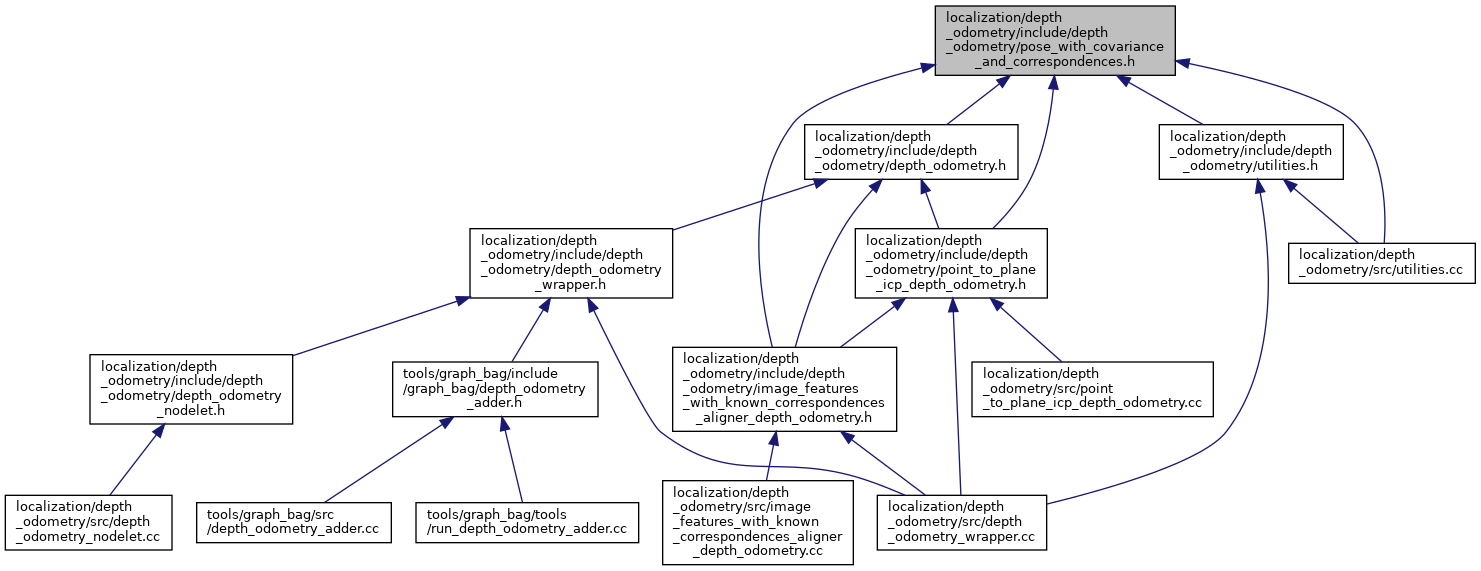 localization/depth
_odometry/include/depth
_odometry/pose_with_covariance
_and_correspondences.h
localization/depth
_odometry/include/depth
_odometry/depth_odometry.h
localization/depth
_odometry/include/depth
_odometry/utilities.h
localization/depth
_odometry/include/depth
_odometry/depth_odometry
_wrapper.h
localization/depth
_odometry/include/depth
_odometry/point_to_plane
_icp_depth_odometry.h
localization/depth
_odometry/src/utilities.cc
localization/depth
_odometry/include/depth
_odometry/depth_odometry
_nodelet.h
tools/graph_bag/include
/graph_bag/depth_odometry
_adder.h
localization/depth
_odometry/include/depth
_odometry/image_features
_with_known_correspondences
_aligner_depth_odometry.h
localization/depth
_odometry/src/point
_to_plane_icp_depth_odometry.cc
localization/depth
_odometry/src/depth
_odometry_nodelet.cc
tools/graph_bag/src
/depth_odometry_adder.cc
tools/graph_bag/tools
/run_depth_odometry_adder.cc
localization/depth
_odometry/src/image
_features_with_known
_correspondences_aligner
_depth_odometry.cc
localization/depth
_odometry/src/depth
_odometry_wrapper.cc